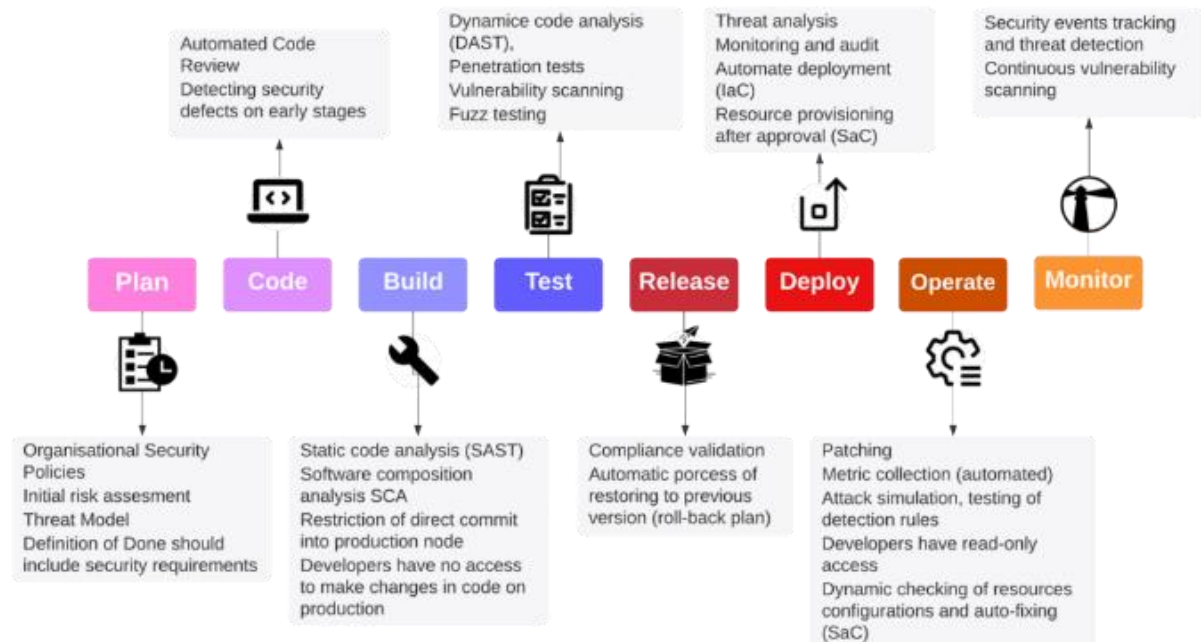 Automated Code
Review
Detecting security
defects on early stages
Dynamice code analysis
(DAST),
Penetration tests
Vulnerability scanning
Fuzz testing
Threat analysis
Monitoring and audit
Automate deployment
(IaC)
Resource provisioning
after approval (SaC)
Security events tracking
and threat detection
Continuous vulnerability
scanning
Plan
Code
Build
Test
Release
Deploy
Operate
Monitor
Organisational Security
Policies
Initial risk assesment
Threat Model
Definition of Done should
include security requirements
Static code analysis (SAST)
Software composition
analysis SCA
Restriction of direct commit
into production node
Developers have no access
to make changes in code on
production
Compliance validation
Automatic porcess of
restoring to previous
version (roll-back plan)
Patching
Metric collection (automated)
Attack simulation, testing of
detection rules
Developers have read-only
access
Dynamic checking of resources
configurations and auto-fixing
(SaC)